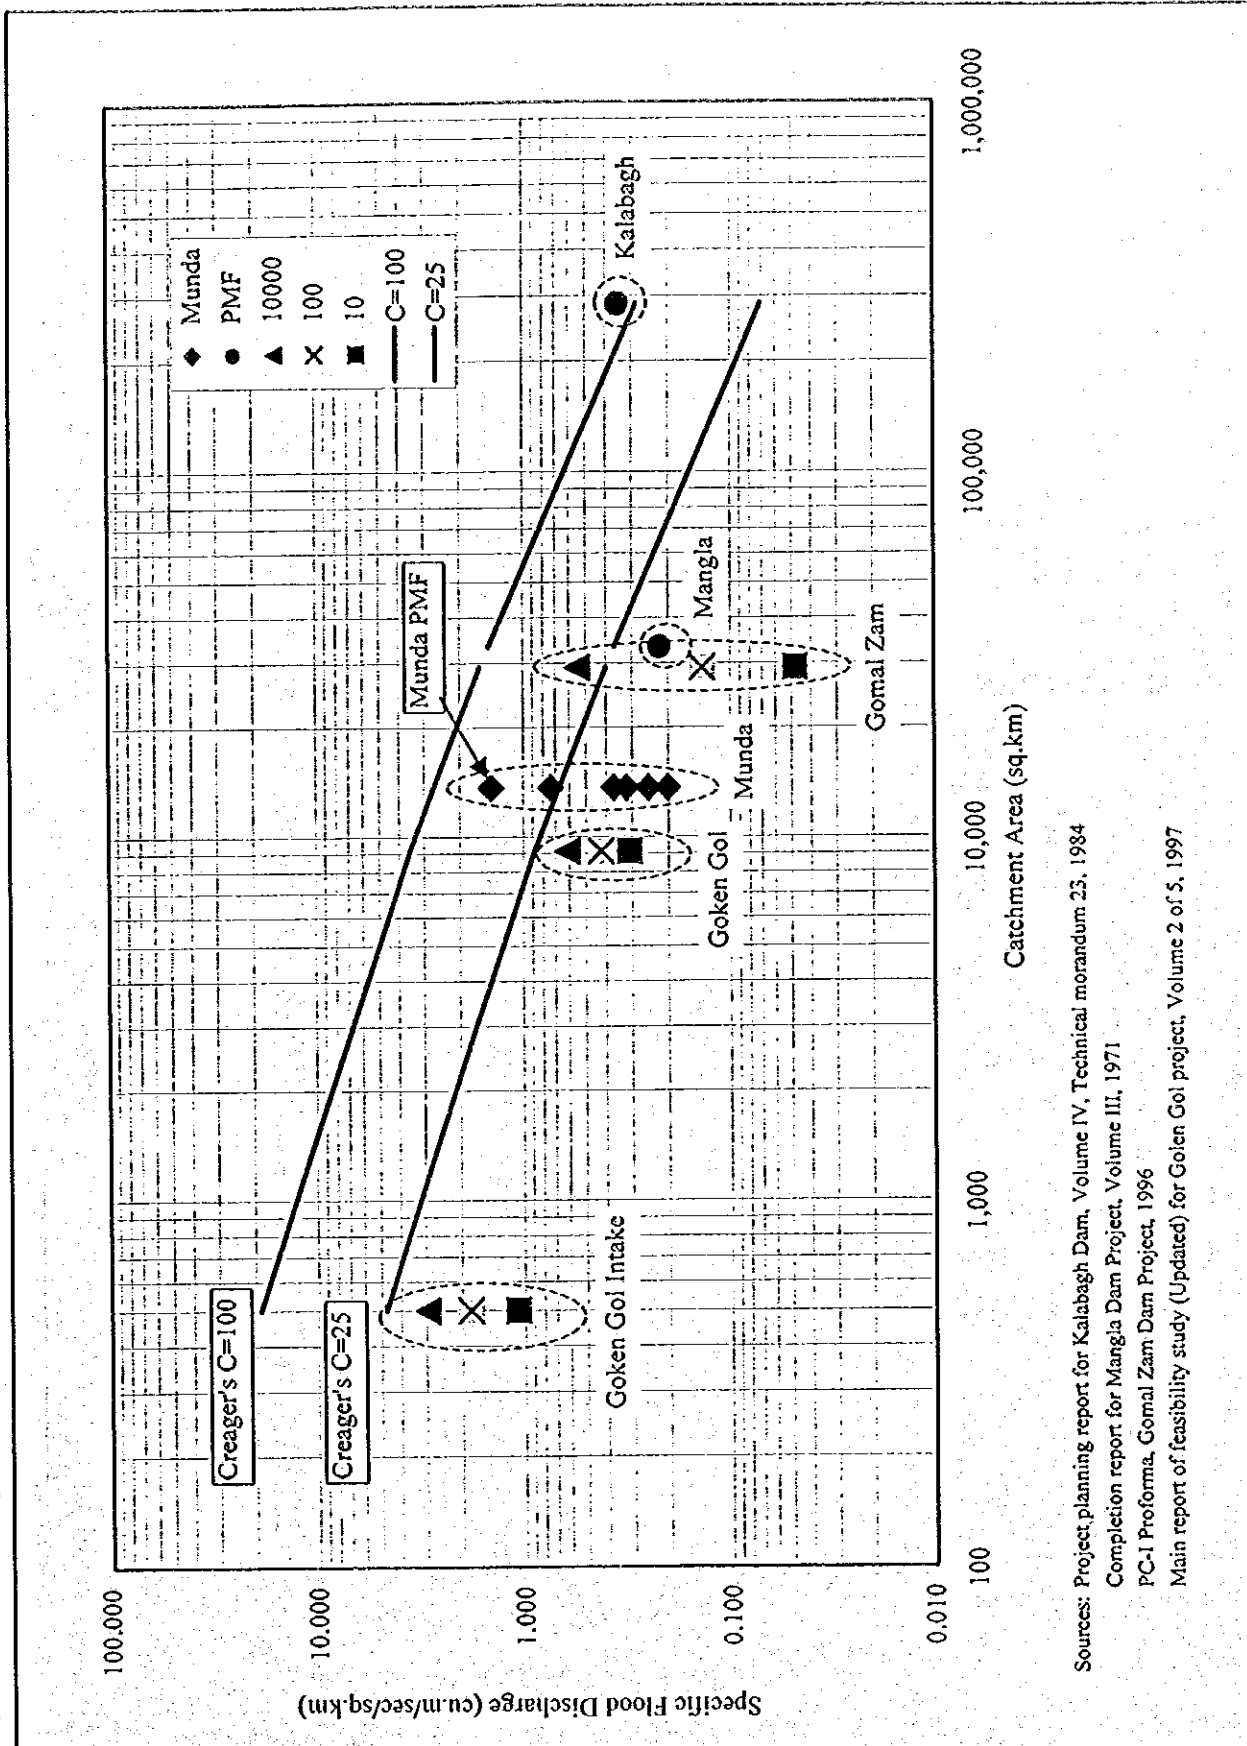 Specific Flood Discharge (cu.m/sec/sq.km)
100.000
10.000
1.000
0.100
0.010
Creager's C=100
Creager's C=25
Goken Gol Intake
Goken Gol
Munda
Munda PMF
Mangla
Gomal Zam
Kalabagh
Munda
PMF
10000
100
10
C=100
C=25
100
1,000
10,000
100,000
1,000,000
Catchment Area (sq.km)
Sources: Project planning report for Kalabagh Dam, Volume IV, Technical morandum 23, 1984
Completion report for Mangla Dam Project, Volume III, 1971
PC-1 Proforma, Gomal Zam Dam Project, 1996
Main report of feasibility study (Updated) for Golen Gol project, Volume 2 of 5, 1997